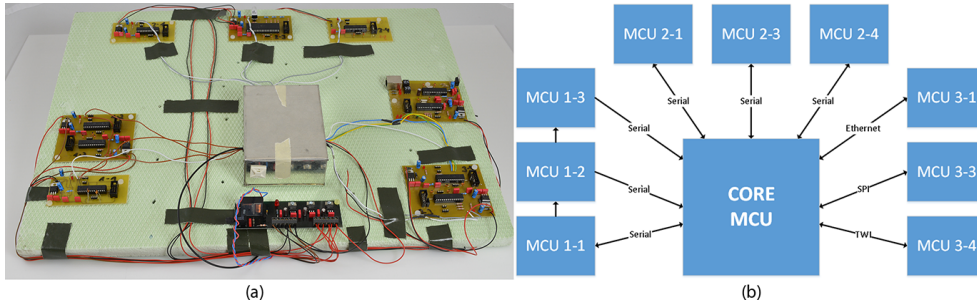 MCU 2-1
MCU 2-3
MCU 2-4
MCU 1-3
MCU 3-1
Serial
Serial
Serial
Serial
Ethernet
MCU 1-2
MCU 3-3
Serial
SPI
CORE
MCU
MCU 1-1
Serial
TWI
MCU 3-4
(a)
(b)